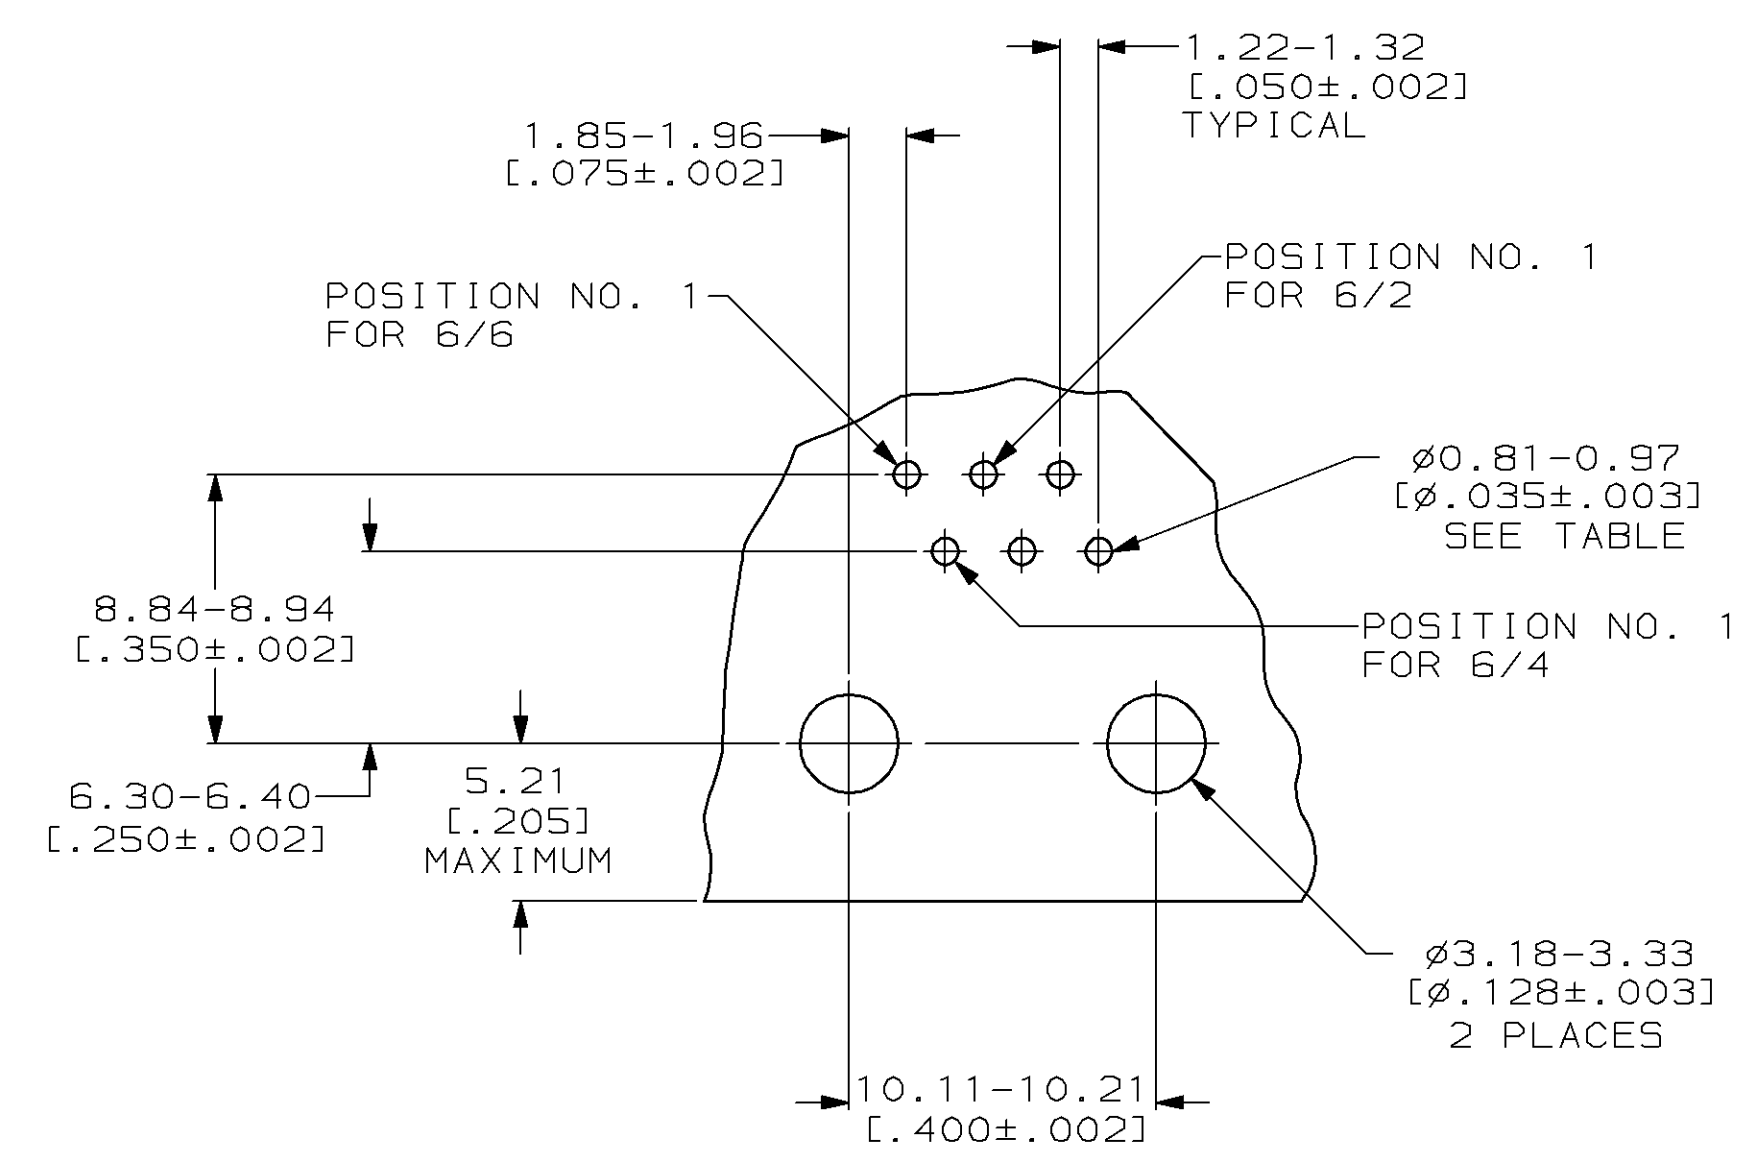 1.22-1.32
[.050±.002]
TYPICAL
1.85-1.96
[.075±.002]
POSITION NO. 1
FOR 6/2
POSITION NO. 1
FOR 6/6
ø0.81-0.97
[ø.035±.003]
SEE TABLE
8.84-8.94
[.350±.002]
POSITION NO. 1
FOR 6/4
6.30-6.40
[.250±.002]
5.21
[.205]
MAXIMUM
ø3.18-3.33
[ø.128±.003]
2 PLACES
10.11-10.21
[.400±.002]